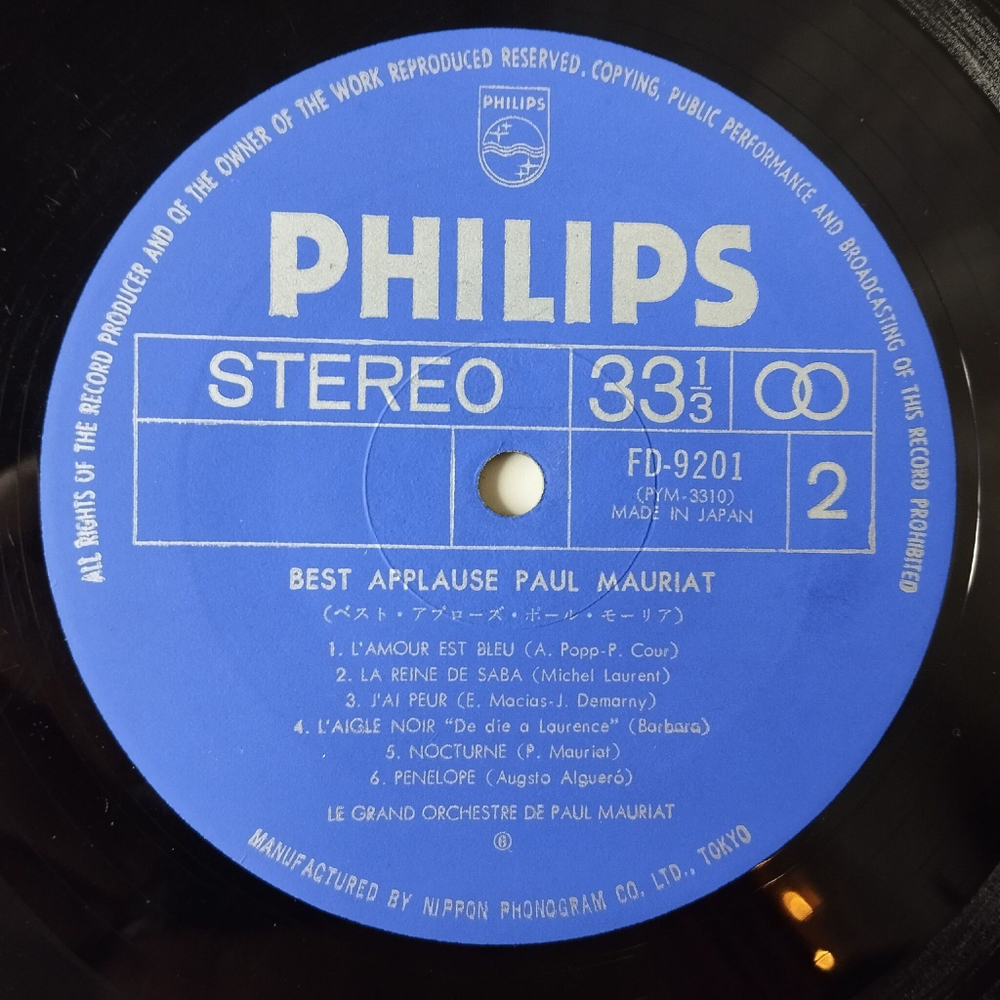 ALL RIGHTS OF THE RECORD PRODUCER AND OF THE OWNER OF THE WORK REPRODUCED RESERVED. COPYING, PUBLIC PERFORMANCE AND BROADCASTING OF THIS RECORD PROHIBITED
PHILIPS
PHILIPS
STEREO 33 1/3
FD-9201
(PYM-3310)
MADE IN JAPAN
2
BEST APPLAUSE PAUL MAURIAT
(ベスト・アプローズ・ポール・モーリア)
1. L'AMOUR EST BLEU (A. Popp-P. Cour)
2. LA REINE DE SABA (Michel Laurent)
3. J'AI PEUR (E. Macias-J. Demarny)
4. L'AIGLE NOIR "De die a Laurence" (Barbara)
5. NOCTURNE (P. Mauriat)
6. PENELOPE (Augsto Algueró)
LE GRAND ORCHESTRE DE PAUL MAURIAT
MANUFACTURED BY NIPPON PHONOGRAM CO. LTD., TOKYO